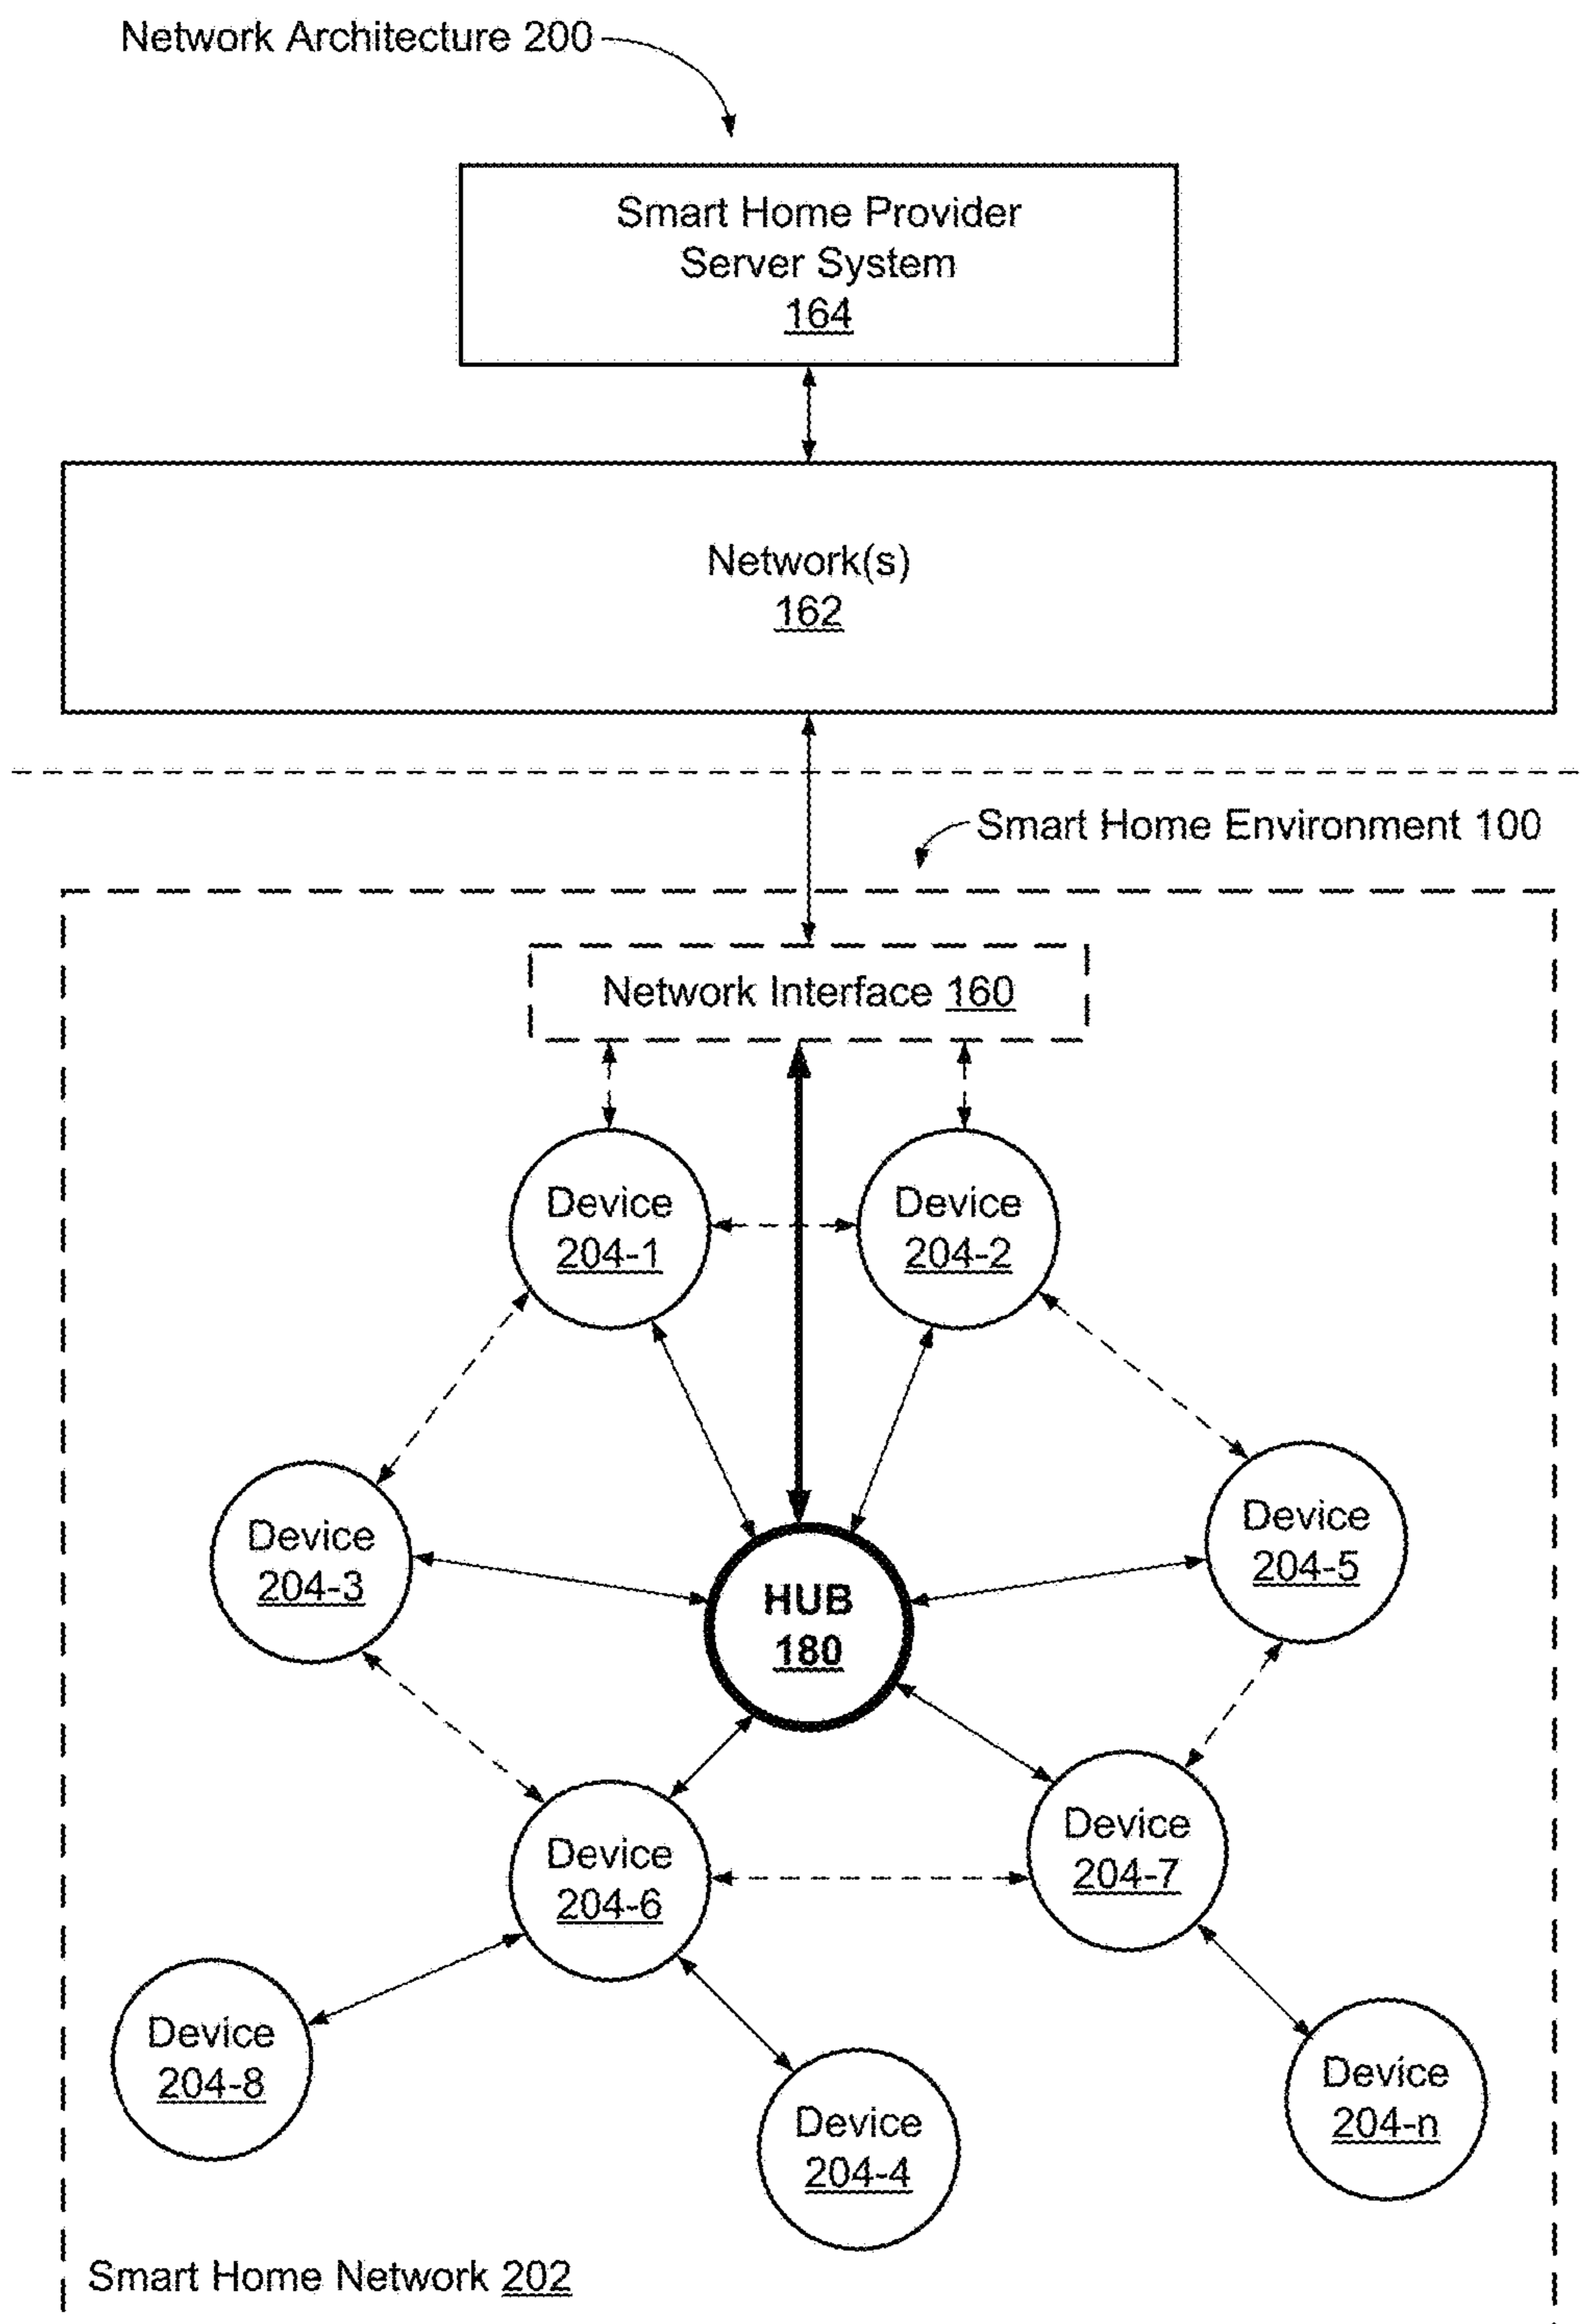 Network Architecture 200
Smart Home Provider
Server System
164
Network(s)
162
Smart Home Environment 100
Network Interface 160
Device
204-1
Device
204-2
Device
204-3
Device
204-5
HUB
180
Device
204-6
Device
204-7
Device
204-8
Device
204-4
Device
204-n
Smart Home Network 202